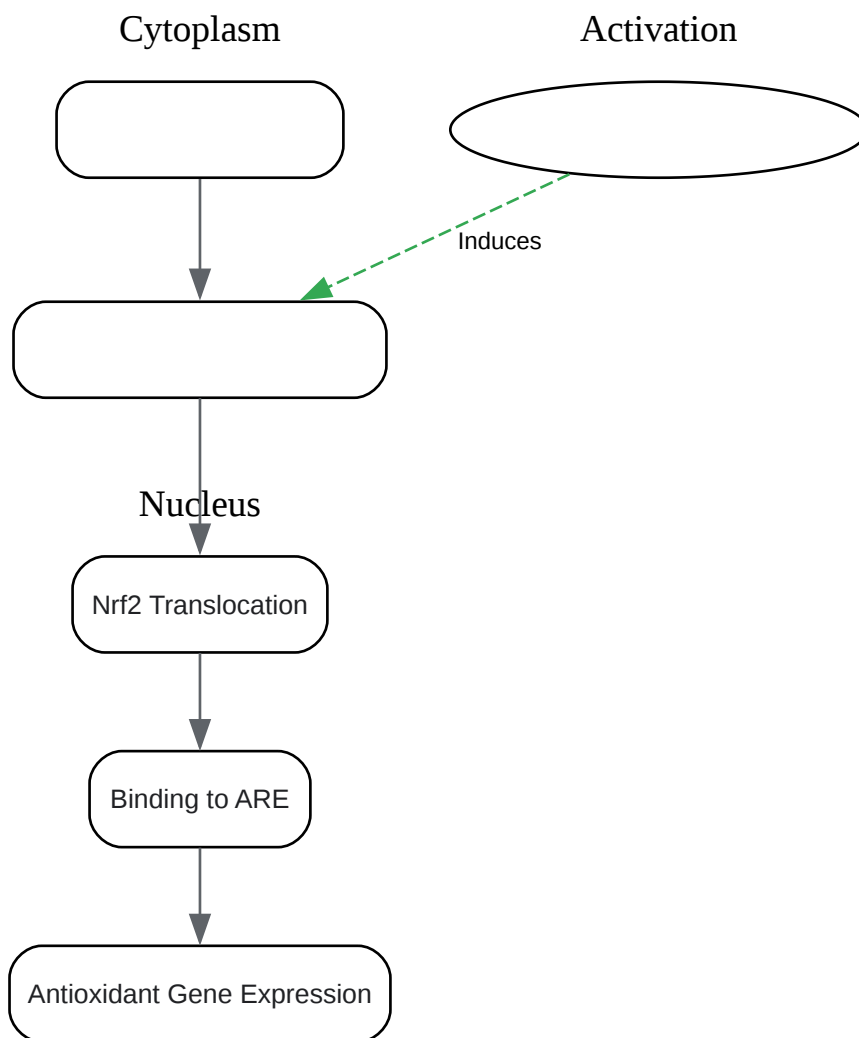 Cytoplasm
Activation
Induces
Nucleus
Nrf2 Translocation
Binding to ARE
Antioxidant Gene Expression